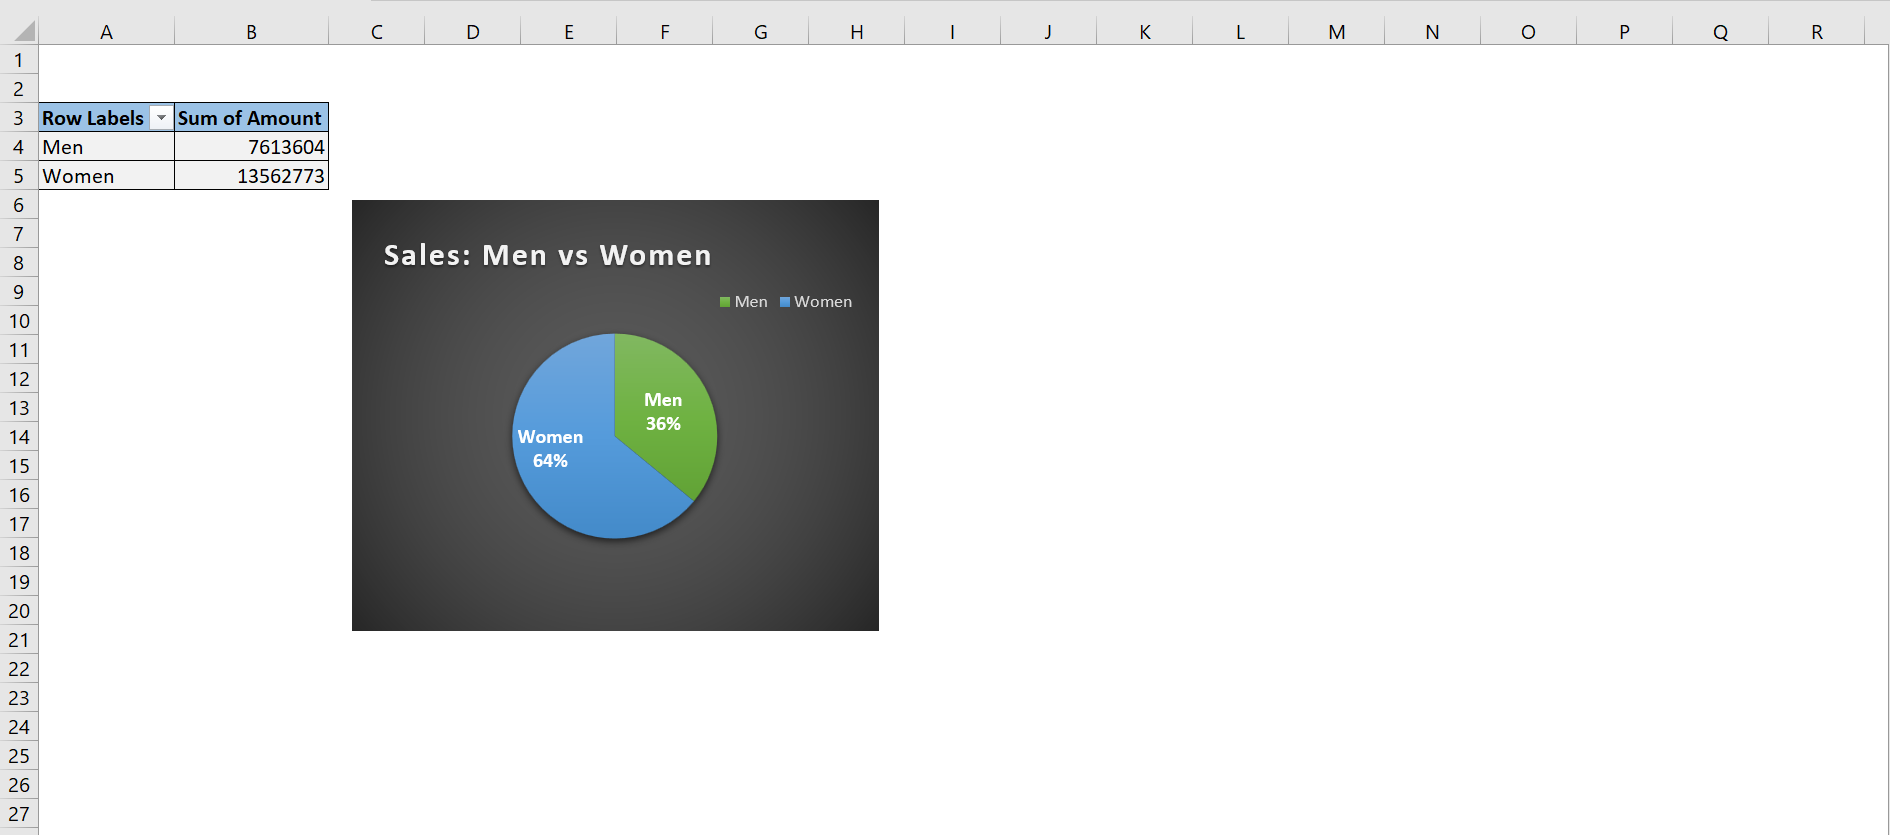 A B C D E F G H I J K L M N O P Q R
1
2
3 Row Labels Sum of Amount
4 Men 7613604
5 Women 13562773
6
7
8 Sales: Men vs Women
9 Men Women
10
11
12
13 Men
14 36%
Women
15 64%
16
17
18
19
20
21
22
23
24
25
26
27